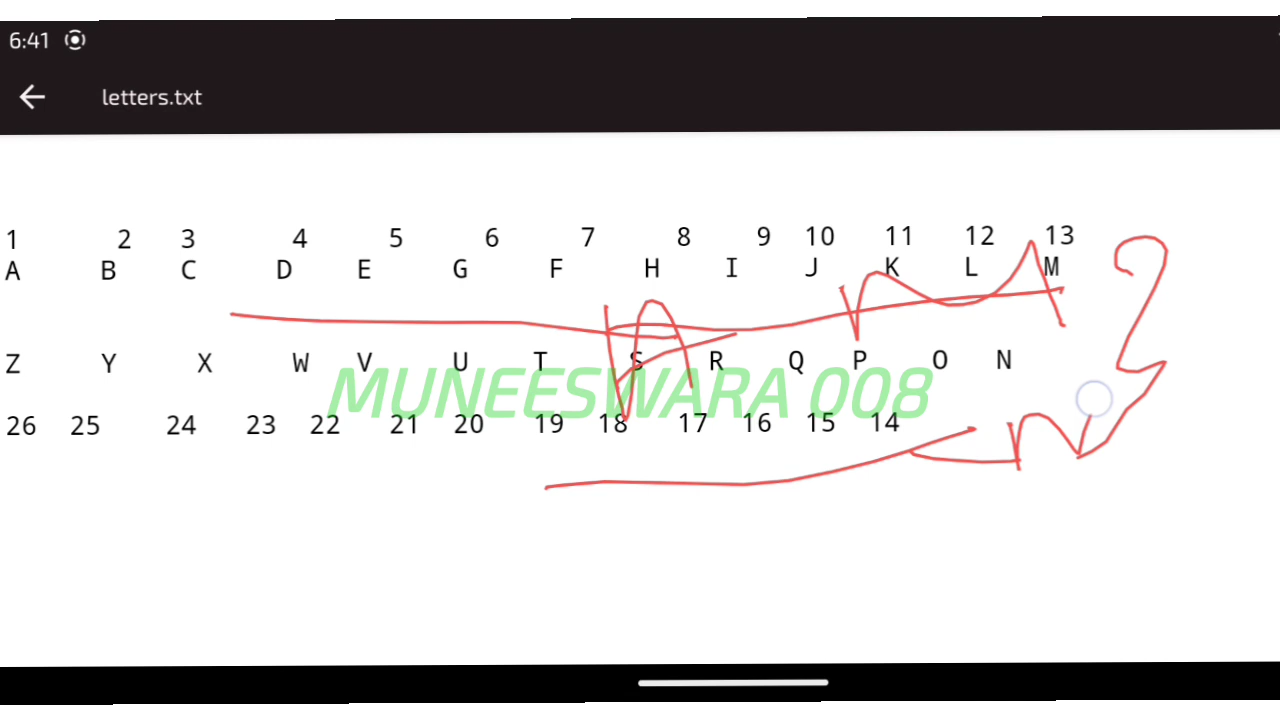 6:41
letters.txt
1 2 3 4 5 6 7 8 9 10 11 12 13
A B C D E G F H I J K L M
Z Y X W V U T S R Q P O N
MUNEESWARA 008
26 25 24 23 22 21 20 19 18 17 16 15 14